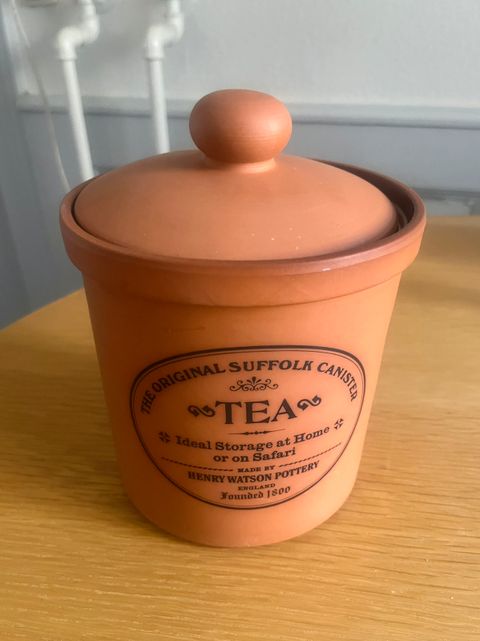 THE ORIGINAL SUFFOLK CANISTER
TEA
Ideal Storage at Home
or on Safari
MADE BY
HENRY WATSON POTTERY
ENGLAND
Founded 1800